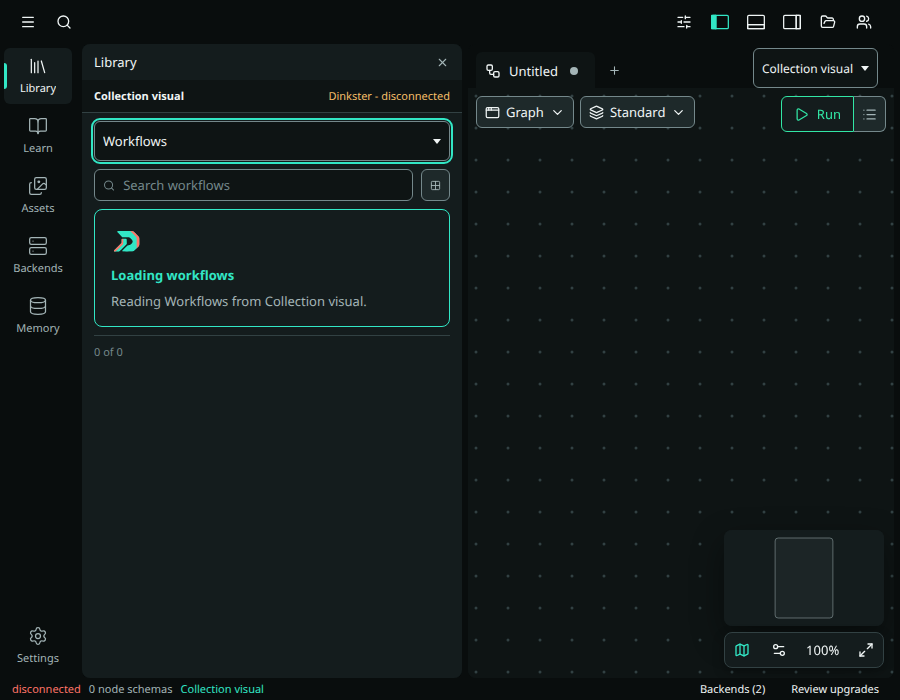 Library
Untitled
Collection visual
Library
Collection visual
Dinkster - disconnected
Graph
Standard
Run
Learn
Workflows
Search workflows
Assets
Loading workflows
Backends
Reading Workflows from Collection visual.
Memory
0 of 0
100%
Settings
disconnected
0 node schemas
Collection visual
Backends (2)
Review upgrades